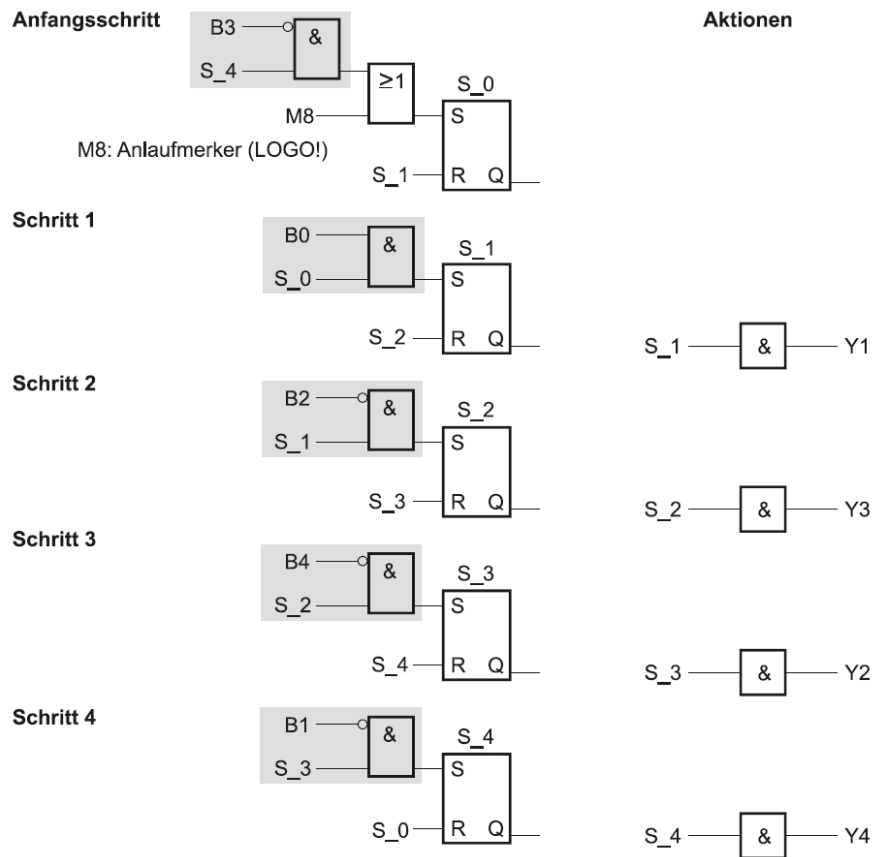 Anfangsschritt
Aktionen
B3
&
S_4
≥1
S_0
M8
S
M8: Anlaufmerker (LOGO!)
S_1
R Q
Schritt 1
B0
&
S_1
S_0
S
S_2
R Q
S_1
&
Y1
Schritt 2
B2
&
S_2
S_1
S
S_3
R Q
S_2
&
Y3
Schritt 3
B4
&
S_3
S_2
S
S_4
R Q
S_3
&
Y2
Schritt 4
B1
&
S_4
S_3
S
S_0
R Q
S_4
&
Y4